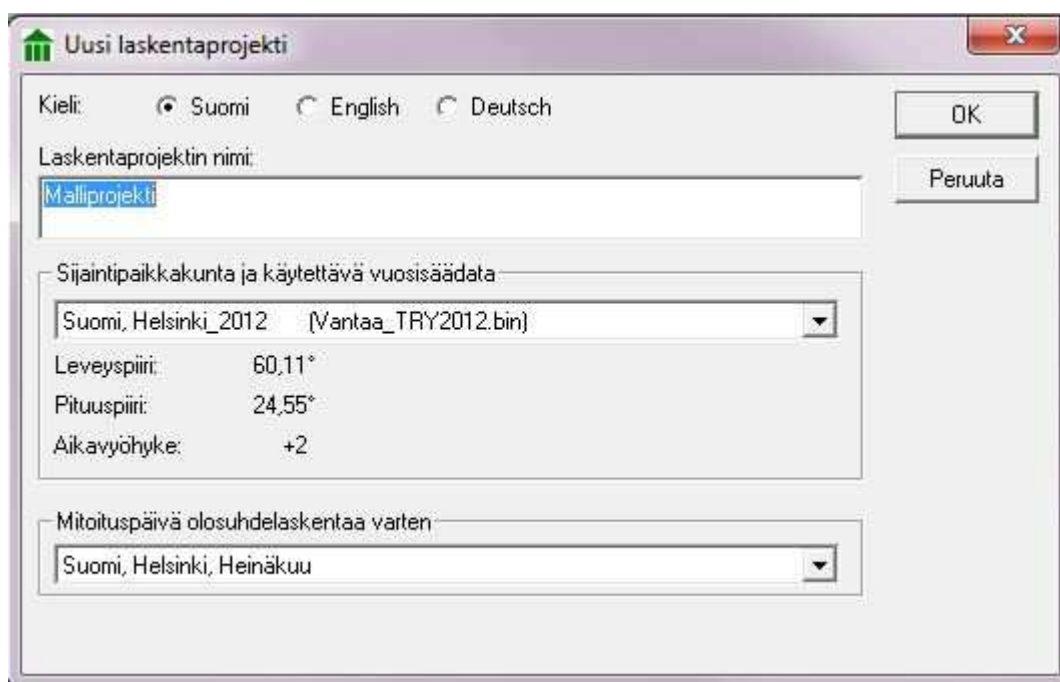 Uusi laskentaprojekti
Kieli: Suomi English Deutsch
OK
Laskentaprojektin nimi:
Peruuta
Malliprojekti
Sijaintipaikkakunta ja käytettävä vuosisäädata
Suomi, Helsinki_2012 (Vantaa_TRY2012.bin)
Leveyspiiri: 60,11°
Pituuspiiri: 24,55°
Aikavyöhyke: +2
Mitoituspäivä olosuhdelaskentaa varten
Suomi, Helsinki, Heinäkuu